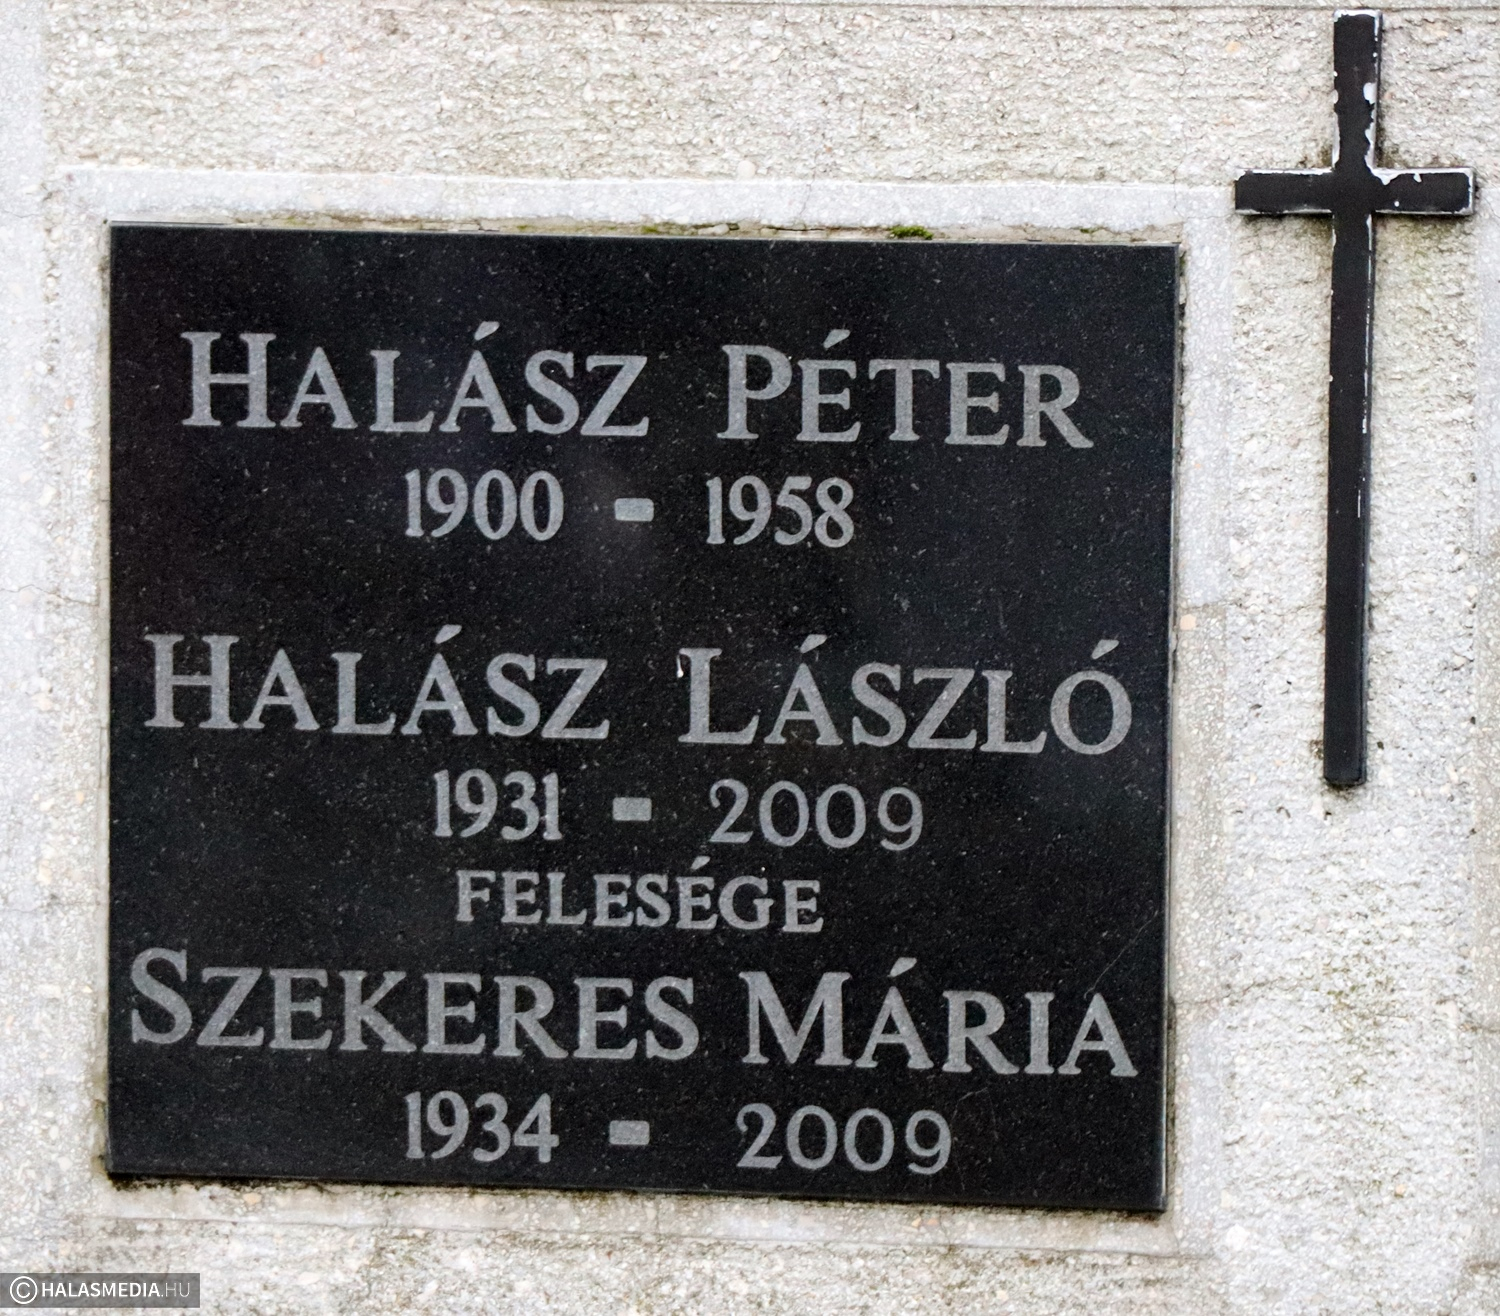 HALÁSZ PÉTER
1900 - 1958
HALÁSZ LÁSZLÓ
1931 - 2009
FELESÉGE
SZEKERES MÁRIA
1934 - 2009
© HALASMEDIA.HU